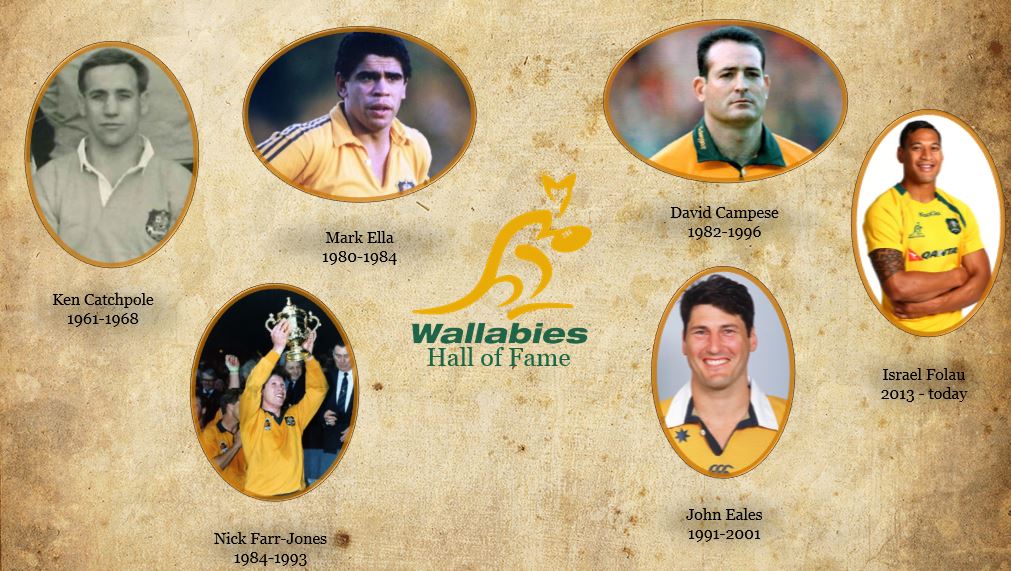 Ken Catchpole
1961-1968
Mark Ella
1980-1984
David Campese
1982-1996
Israel Folau
2013 - today
Wallabies
Hall of Fame
Nick Farr-Jones
1984-1993
John Eales
1991-2001
QANTAS